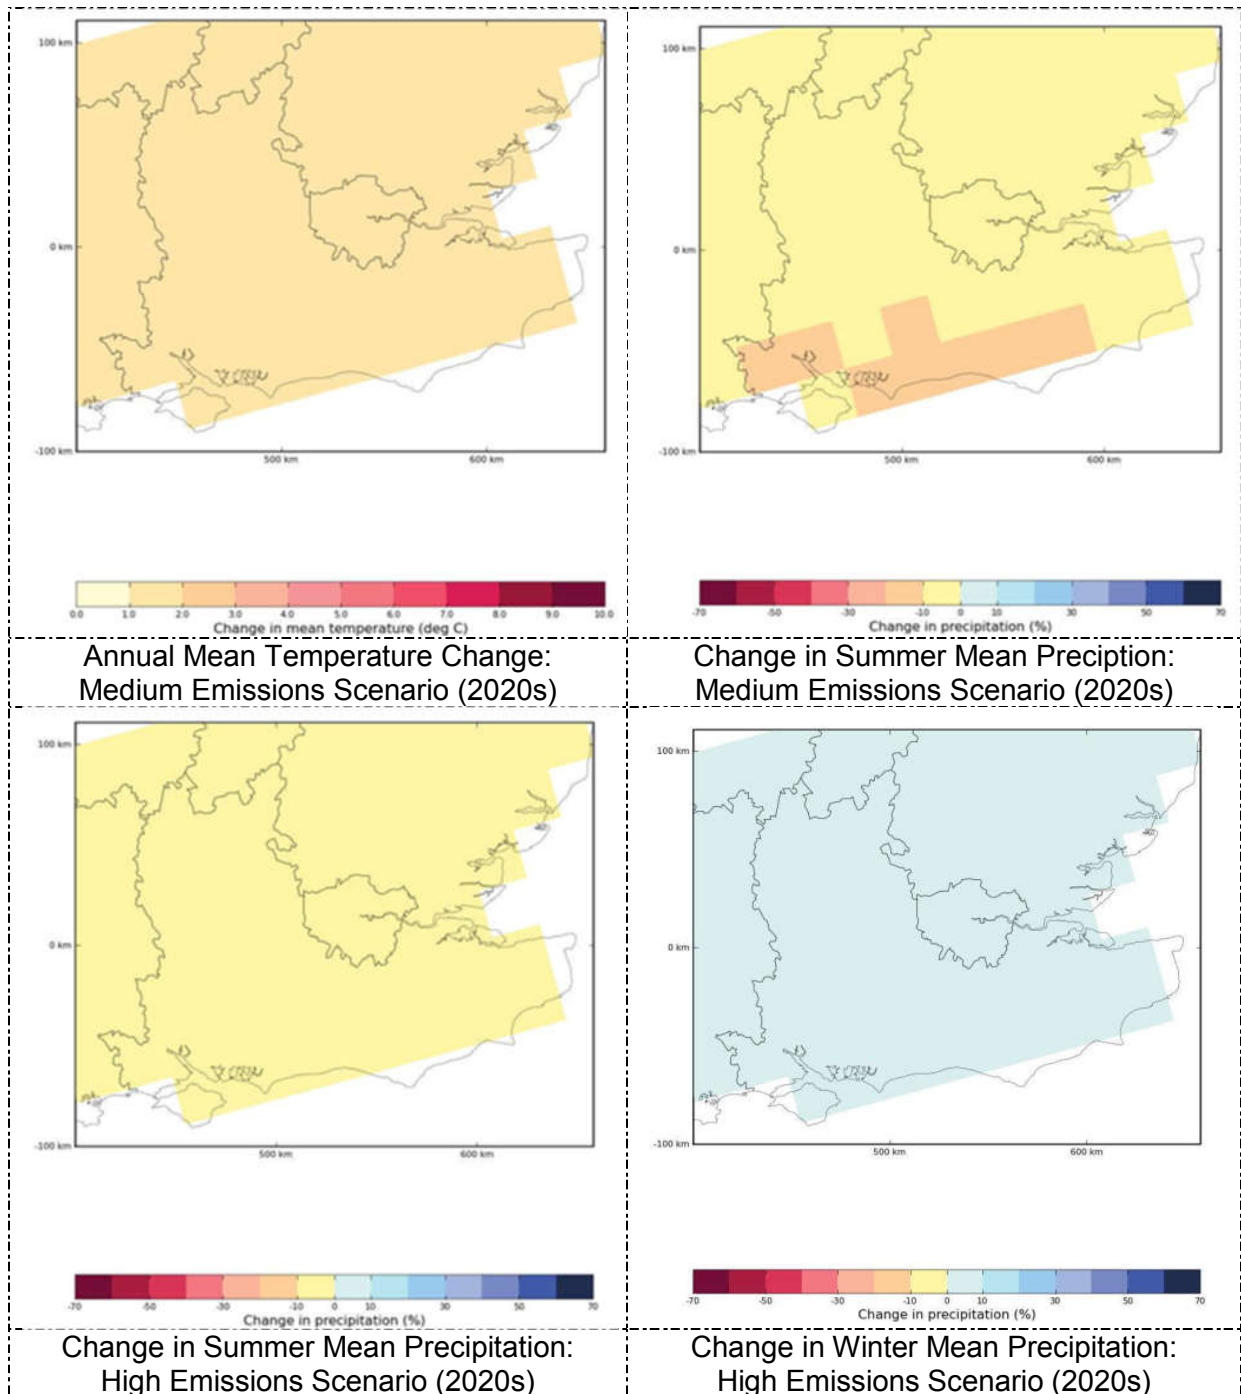 100 km
0 km
-100 km
500 km
600 km
0.0
1.0
2.0
3.0
4.0
5.0
6.0
7.0
8.0
9.0
10.0
Change in mean temperature (deg C)
Annual Mean Temperature Change:
Medium Emissions Scenario (2020s)
100 km
0 km
-100 km
500 km
600 km
-70
-50
-30
-10
0
10
30
50
70
Change in precipitation (%)
Change in Summer Mean Preciption:
Medium Emissions Scenario (2020s)
100 km
0 km
-100 km
500 km
600 km
-70
-50
-30
-10
0
10
30
50
70
Change in precipitation (%)
Change in Summer Mean Precipitation:
High Emissions Scenario (2020s)
100 km
0 km
-100 km
500 km
600 km
-70
-50
-30
-10
0
10
30
50
70
Change in precipitation (%)
Change in Winter Mean Precipitation:
High Emissions Scenario (2020s)